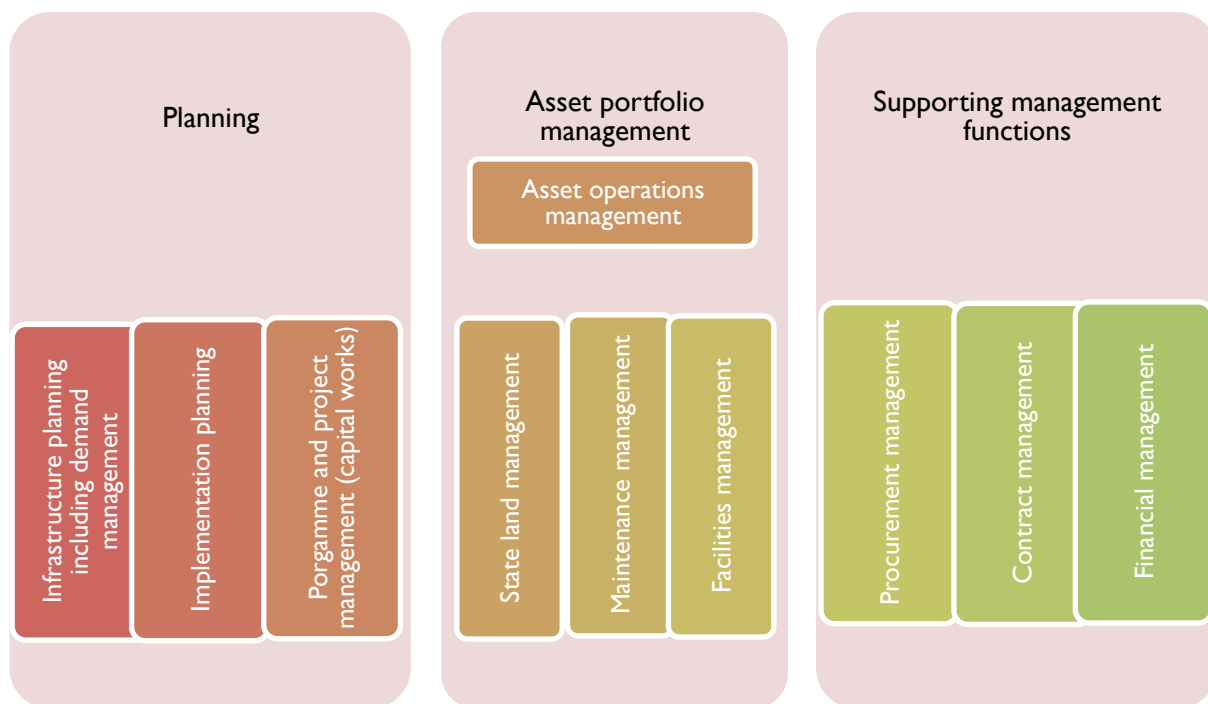 Planning
Infrastructure planning
including demand
management
Implementation planning
Porgamme and project
management (capital works)
Asset portfolio
management
Asset operations
management
State land management
Maintenance management
Facilities management
Supporting management
functions
Procurement management
Contract management
Financial management